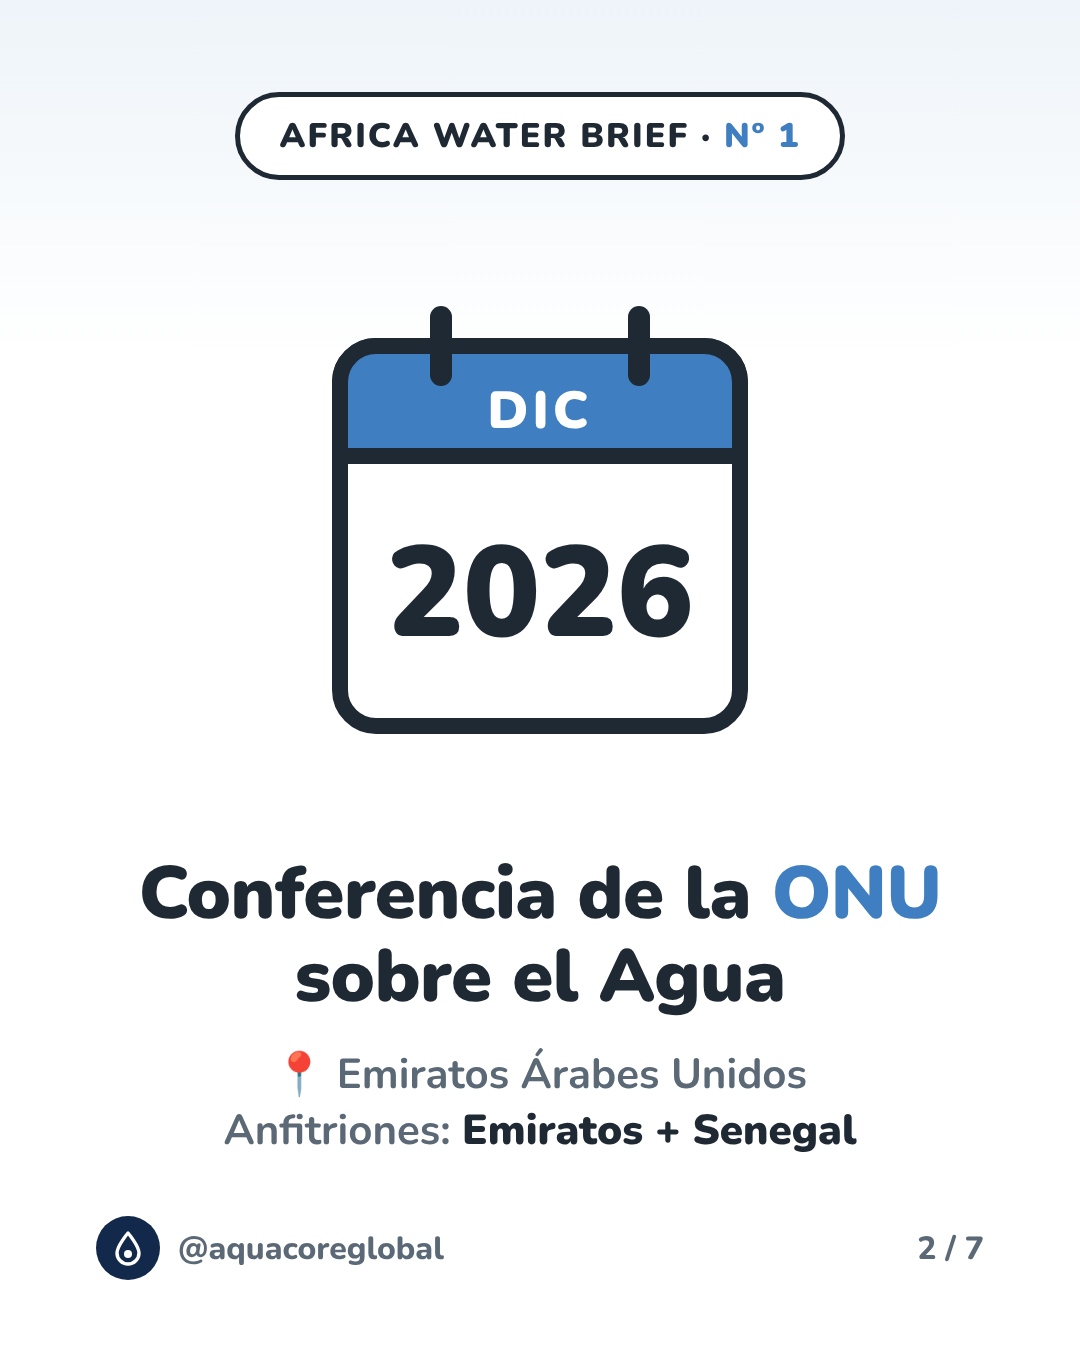 AFRICA WATER BRIEF · Nº 1
DIC
2026
Conferencia de la ONU
sobre el Agua
📍 Emiratos Árabes Unidos
Anfitriones: Emiratos + Senegal
@aquacoreglobal
2 / 7